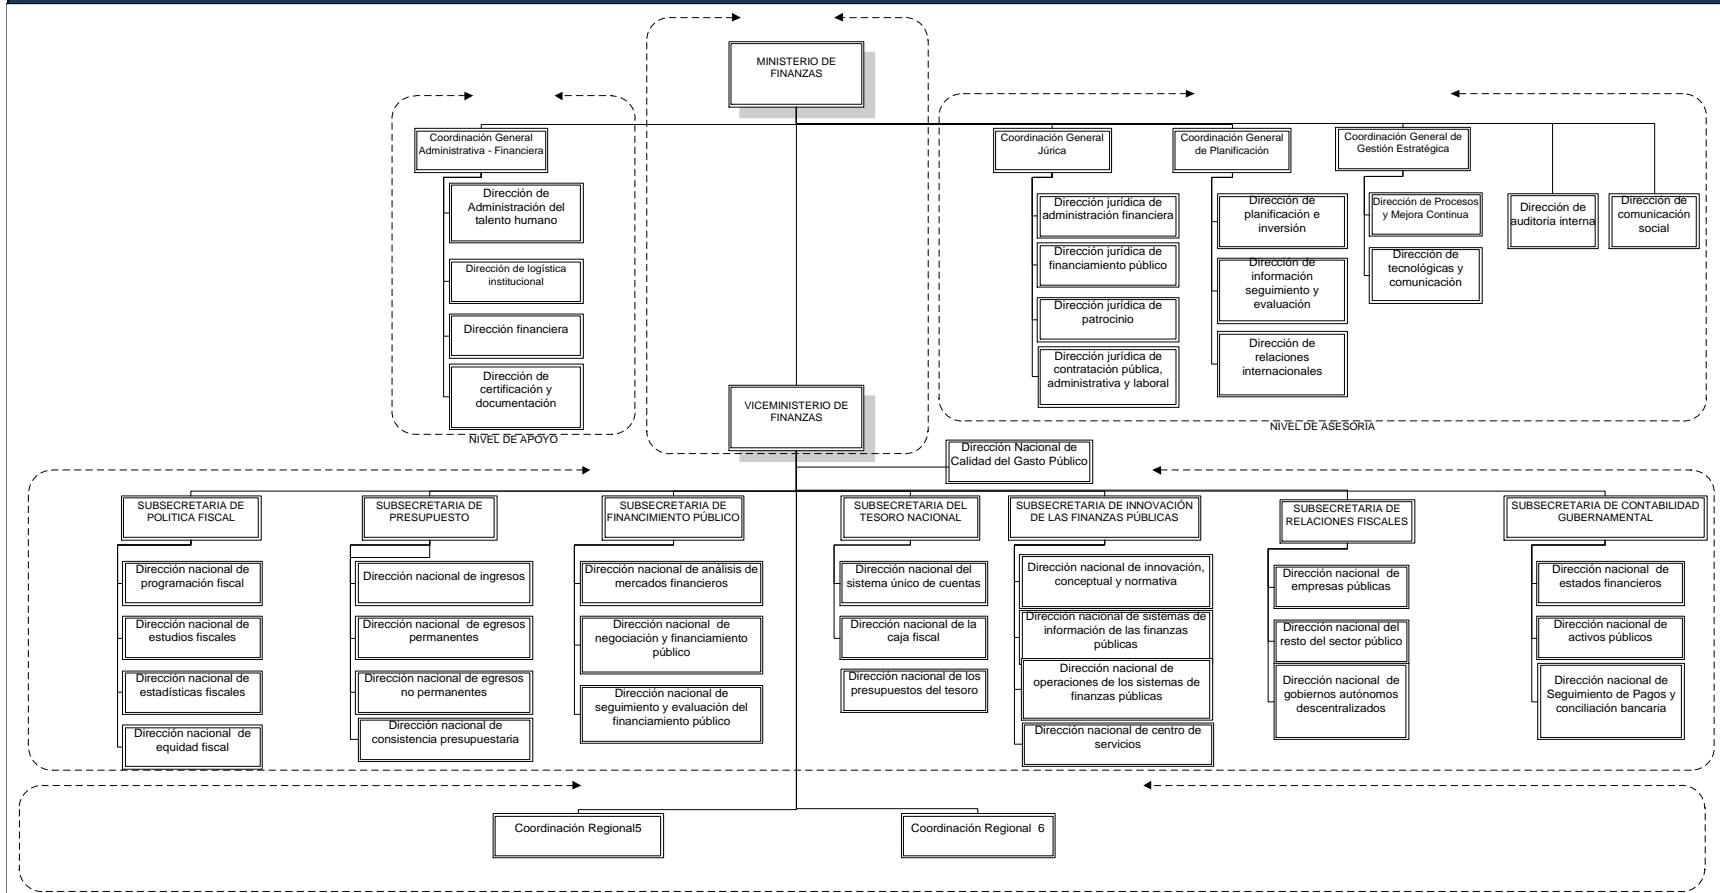 MINISTERIO DE
FINANZAS
Coordinación General
Administrativa - Financiera
Dirección de
Administración del
talento humano
Dirección de logística
institucional
Dirección financiera
Dirección de
certificación y
documentación
NIVEL DE APOYO
VICEMINISTERIO DE
FINANZAS
Coordinación General
Júrica
Dirección jurídica de
administración financiera
Dirección jurídica de
financiamiento público
Dirección jurídica de
patrocinio
Dirección jurídica de
contratación pública,
administrativa y laboral
Coordinación General
de Planificación
Dirección de
planificación e
inversión
Dirección de
información
seguimiento y
evaluación
Dirección de
relaciones
internacionales
Coordinación General de
Gestión Estratégica
Dirección de Procesos
y Mejora Continua
Dirección de
tecnológicas y
comunicación
Dirección de
auditoria interna
Dirección de
comunicación
social
NIVEL DE ASESORIA
Dirección Nacional de
Calidad del Gasto Público
SUBSECRETARIA DE
POLITICA FISCAL
Dirección nacional de
programación fiscal
Dirección nacional de
estudios fiscales
Dirección nacional de
estadísticas fiscales
Dirección nacional de
equidad fiscal
SUBSECRETARIA DE
PRESUPUESTO
Dirección nacional de ingresos
Dirección nacional de egresos
permanentes
Dirección nacional de egresos
no permanentes
Dirección nacional de
consistencia presupuestaria
SUBSECRETARIA DE
FINANCIMIENTO PÚBLICO
Dirección nacional de análisis de
mercados financieros
Dirección nacional de
negociación y financiamiento
público
Dirección nacional de
seguimiento y evaluación del
financiamiento público
SUBSECRETARIA DEL
TESORO NACIONAL
Dirección nacional del
sistema único de cuentas
Dirección nacional de la
caja fiscal
Dirección nacional de los
presupuestos del tesoro
SUBSECRETARIA DE INNOVACIÓN
DE LAS FINANZAS PÚBLICAS
Dirección nacional de innovación,
conceptual y normativa
Dirección nacional de sistemas de
información de las finanzas
públicas
Dirección nacional de
operaciones de los sistemas de
finanzas públicas
Dirección nacional de centro de
servicios
SUBSECRETARIA DE
RELACIONES FISCALES
Dirección nacional de
empresas públicas
Dirección nacional del
resto del sector público
Dirección nacional de
gobiernos autónomos
descentralizados
SUBSECRETARIA DE CONTABILIDAD
GUBERNAMENTAL
Dirección nacional de
estados financieros
Dirección nacional de
activos públicos
Dirección nacional de
Seguimiento de Pagos y
conciliación bancaria
Coordinación Regional5
Coordinación Regional 6